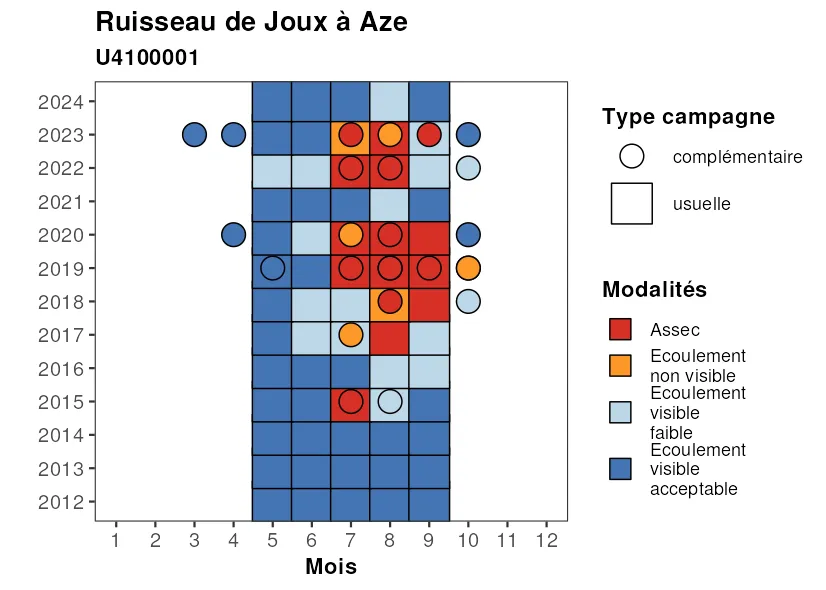 Ruisseau de Joux à Aze
U4100001
2024
2023
2022
2021
2020
2019
2018
2017
2016
2015
2014
2013
2012
1 2 3 4 5 6 7 8 9 10 11 12
Mois
Type campagne
complémentaire
usuelle
Modalités
Assec
Ecoulement
non visible
Ecoulement
visible
faible
Ecoulement
visible
acceptable